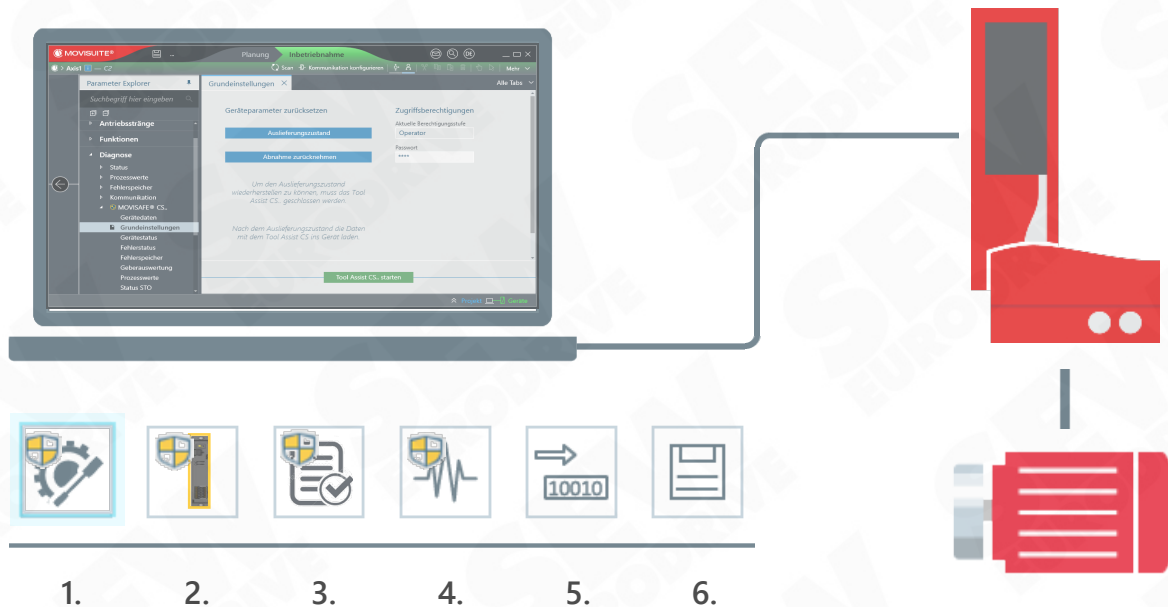 MOVISUITE®
Planung
Inbetriebnahme
DE
Axis1
C2
Scan
Kommunikation konfigurieren
Mehr
Parameter Explorer
Grundeinstellungen
Alle Tabs
Suchbegriff hier eingeben
Antriebsstränge
Funktionen
Diagnose
Status
Prozesswerte
Fehlerspeicher
Kommunikation
MOVISAFE® CS..
Gerätedaten
Grundeinstellungen
Gerätestatus
Fehlerstatus
Fehlerspeicher
Geberauswertung
Prozesswerte
Status STO
Geräteparameter zurücksetzen
Auslieferungszustand
Abnahme zurücknehmen
Um den Auslieferungszustand
wiederherstellen zu können, muss das Tool
Assist CS.. geschlossen werden.
Nach dem Auslieferungszustand die Daten
mit dem Tool Assist CS ins Gerät laden.
Zugriffsberechtigungen
Aktuelle Berechtigungsstufe
Operator
Passwort
****
Tool Assist CS.. starten
Projekt
Geräte
10010
1. 2. 3. 4. 5. 6.
SEW
EURODRIVE